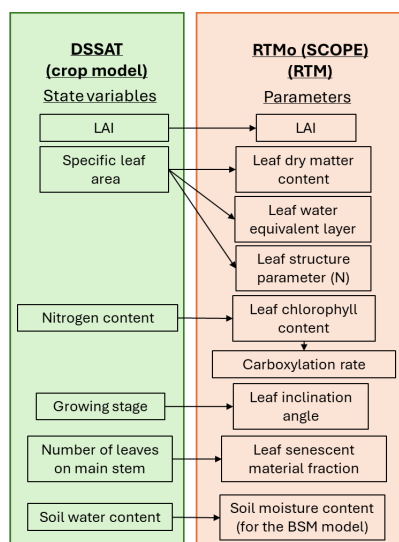 DSSAT
(crop model)
State variables
LAI
Specific leaf
area
Nitrogen content
Growing stage
Number of leaves
on main stem
Soil water content
RTMo (SCOPE)
(RTM)
Parameters
LAI
Leaf dry matter
content
Leaf water
equivalent layer
Leaf structure
parameter (N)
Leaf chlorophyll
content
Carboxylation rate
Leaf inclination
angle
Leaf senescent
material fraction
Soil moisture content
(for the BSM model)